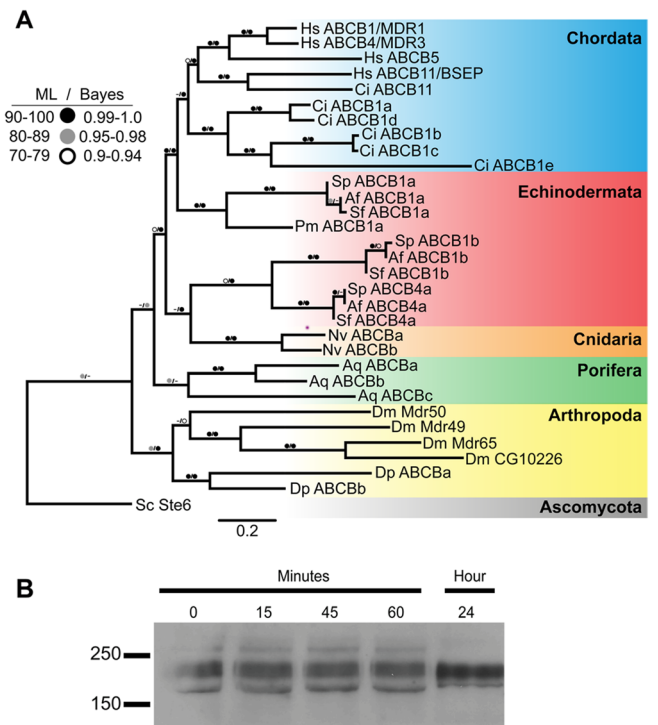 A
ML / Bayes
90-100 0.99-1.0
80-89 0.95-0.98
70-79 0.9-0.94
Hs ABCB1/MDR1
Hs ABCB4/MDR3
Hs ABCB5
Hs ABCB11/BSEP
Ci ABCB11
Ci ABCB1a
Ci ABCB1d
Ci ABCB1b
Ci ABCB1c
Ci ABCB1e
Chordata
Sp ABCB1a
Af ABCB1a
Sf ABCB1a
Pm ABCB1a
Sp ABCB1b
Af ABCB1b
Sf ABCB1b
Sp ABCB4a
Af ABCB4a
Sf ABCB4a
Echinodermata
Nv ABCBa
Nv ABCBb
Cnidaria
Aq ABCBa
Aq ABCBb
Aq ABCBc
Porifera
Dm Mdr50
Dm Mdr49
Dm Mdr65
Dm CG10226
Dp ABCBa
Dp ABCBb
Arthropoda
Sc Ste6
Ascomycota
0.2
B
Minutes Hour
0 15 45 60 24
250
150